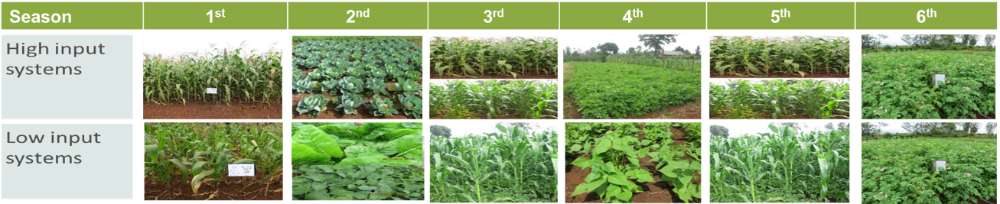 Season 1st 2nd 3rd 4th 5th 6th
High input
systems
Low input
systems